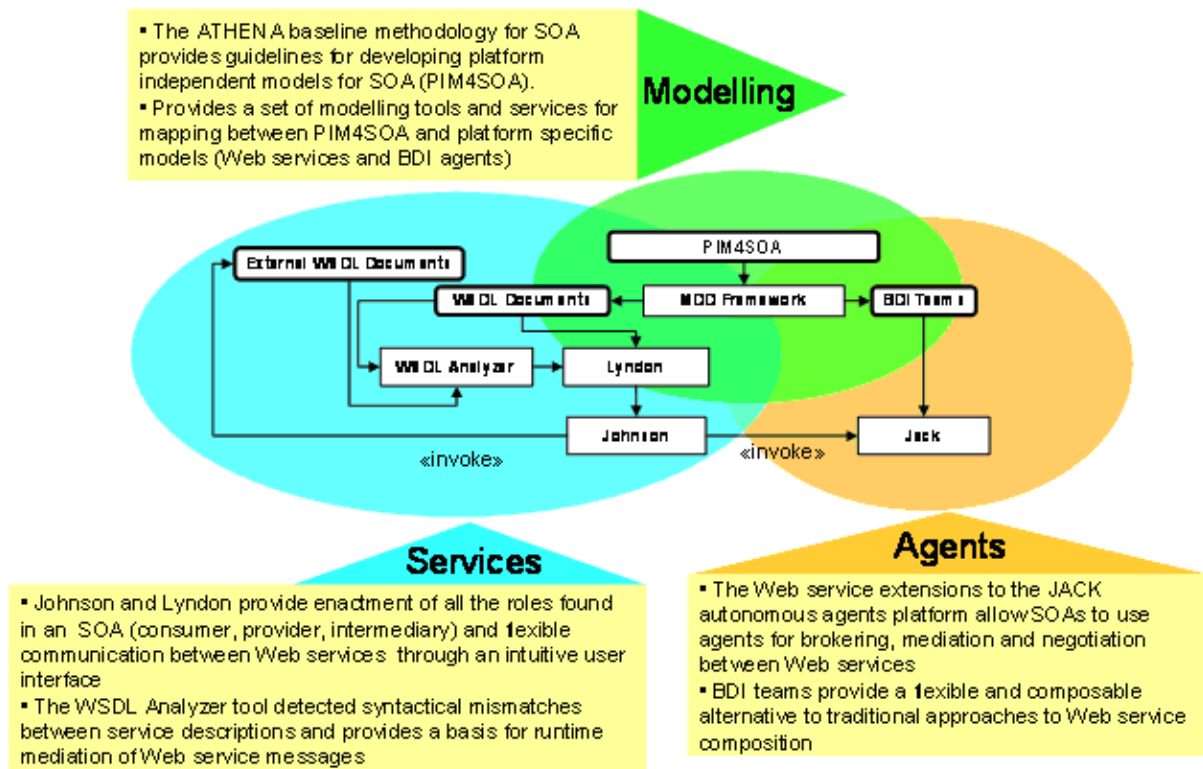 ▪ The ATHENA baseline methodology for SOA
provides guidelines for developing platform
independent models for SOA (PIM4SOA).
▪ Provides a set of modelling tools and services for
mapping between PIM4SOA and platform specific
models (Web services and BDI agents)
Modelling
PIM4SOA
External WSDL Documents
WSDL Documents
MDD Framework
BDI Teams
WSDL Analyzer
Lyndon
Johnson
Jack
«invoke»
«invoke»
Services
▪ Johnson and Lyndon provide enactment of all the roles found
in an SOA (consumer, provider, intermediary) and flexible
communication between Web services through an intuitive user
interface
▪ The WSDL Analyzer tool detected syntactical mismatches
between service descriptions and provides a basis for runtime
mediation of Web service messages
Agents
▪ The Web service extensions to the JACK
autonomous agents platform allow SOAs to use
agents for brokering, mediation and negotiation
between Web services
▪ BDI teams provide a flexible and composable
alternative to traditional approaches to Web service
composition